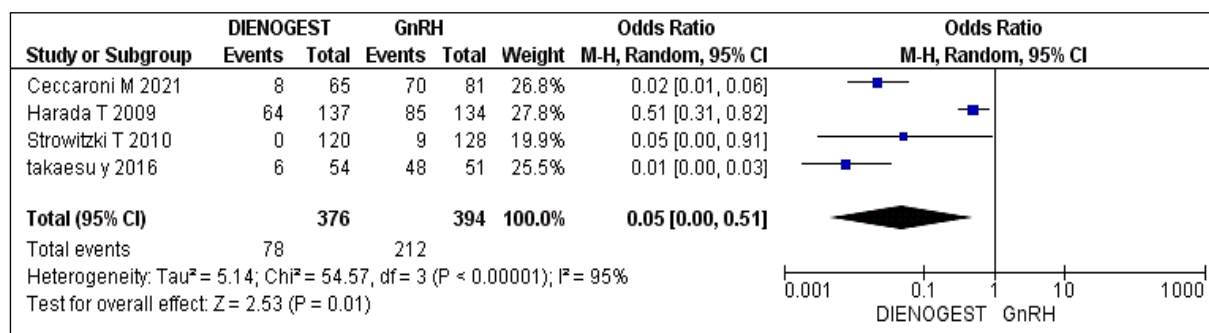 DIENOGEST GnRH Odds Ratio Odds Ratio
Study or Subgroup Events Total Events Total Weight M-H, Random, 95% CI M-H, Random, 95% CI
Ceccaroni M 2021 8 65 70 81 26.8% 0.02 [0.01, 0.06]
Harada T 2009 64 137 85 134 27.8% 0.51 [0.31, 0.82]
Strowitzki T 2010 0 120 9 128 19.9% 0.05 [0.00, 0.91]
takaesu y 2016 6 54 48 51 25.5% 0.01 [0.00, 0.03]
Total (95% CI) 376 394 100.0% 0.05 [0.00, 0.51]
Total events 78 212
Heterogeneity: Tau² = 5.14; Chi² = 54.57, df = 3 (P < 0.00001); I² = 95%
Test for overall effect: Z = 2.53 (P = 0.01)
0.001 0.1 1 10 1000
DIENOGEST GnRH